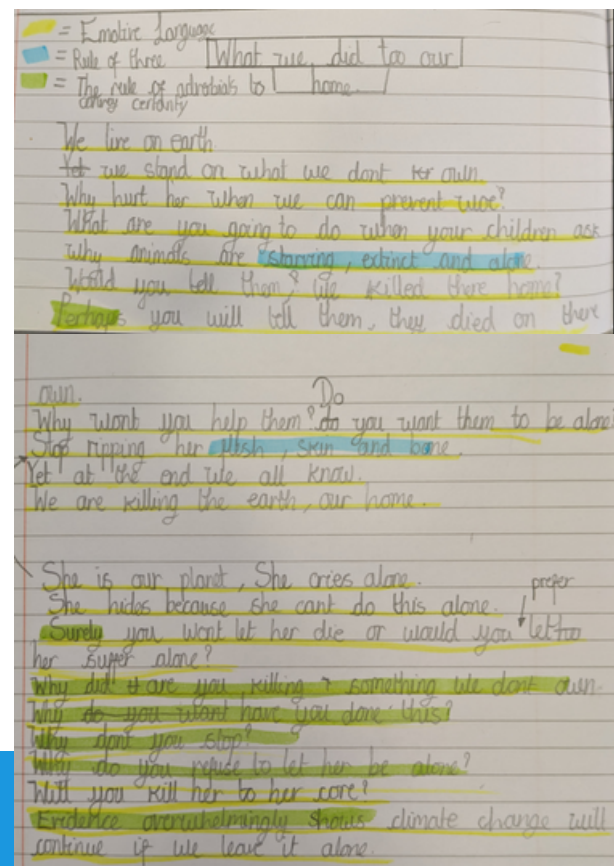 = Emotive Language
= Rule of three
= The rule of adverbials to convey certainty
What we did too our
home.
We live on earth
Yet we stand on what we dont own.
Why hurt her when we can prevent woe?
What are you going to do when your children ask
why animals are starving, extinct and alone.
Would you tell them, we killed there home?
Perhaps you will tell them, they died on there
own.
Why wont you help them? Do you want them to be alone?
Stop ripping her flesh, skin and bone.
Yet at the end we all know.
We are killing the earth, our home.
She is our planet, She cries alone.
She hides because she cant do this alone.
Surely you wont let her die or would you prefer let too
her suffer alone?
Why did are you killing something we dont own.
Why do you want have you done this?
Why dont you stop?
Why do you refuse to let her be alone?
Will you kill her to her core?
Evidence overwhelmingly shows climate change will
continue if we leave it alone.